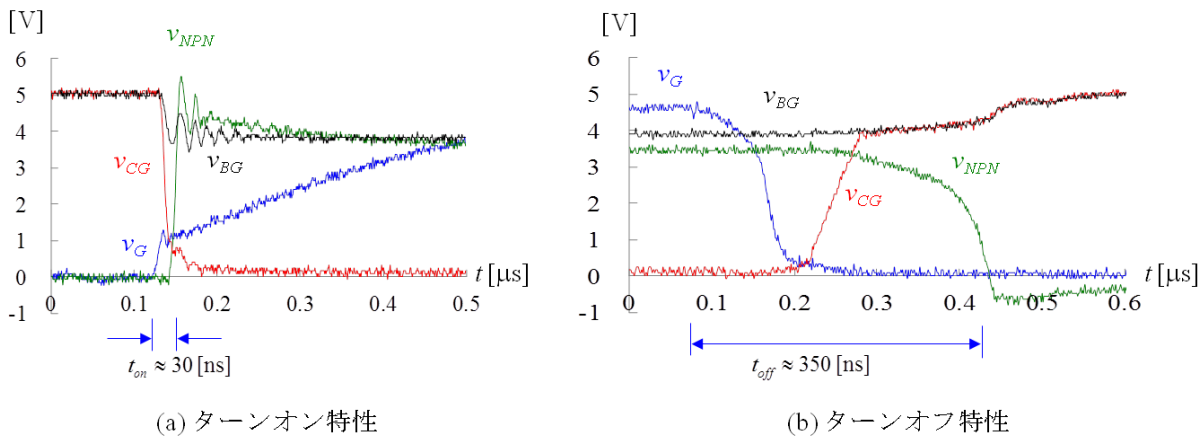 [V]
6
5
4
3
2
1
0
-1
v_NPN
v_CG
v_BG
v_G
0 0.1 0.2 0.3 0.4 0.5
t [μs]
t_on ≈ 30 [ns]
(a) ターンオン特性
[V]
6
5
4
3
2
1
0
-1
v_G
v_BG
v_NPN
v_CG
0 0.1 0.2 0.3 0.4 0.5 0.6
t [μs]
t_off ≈ 350 [ns]
(b) ターンオフ特性